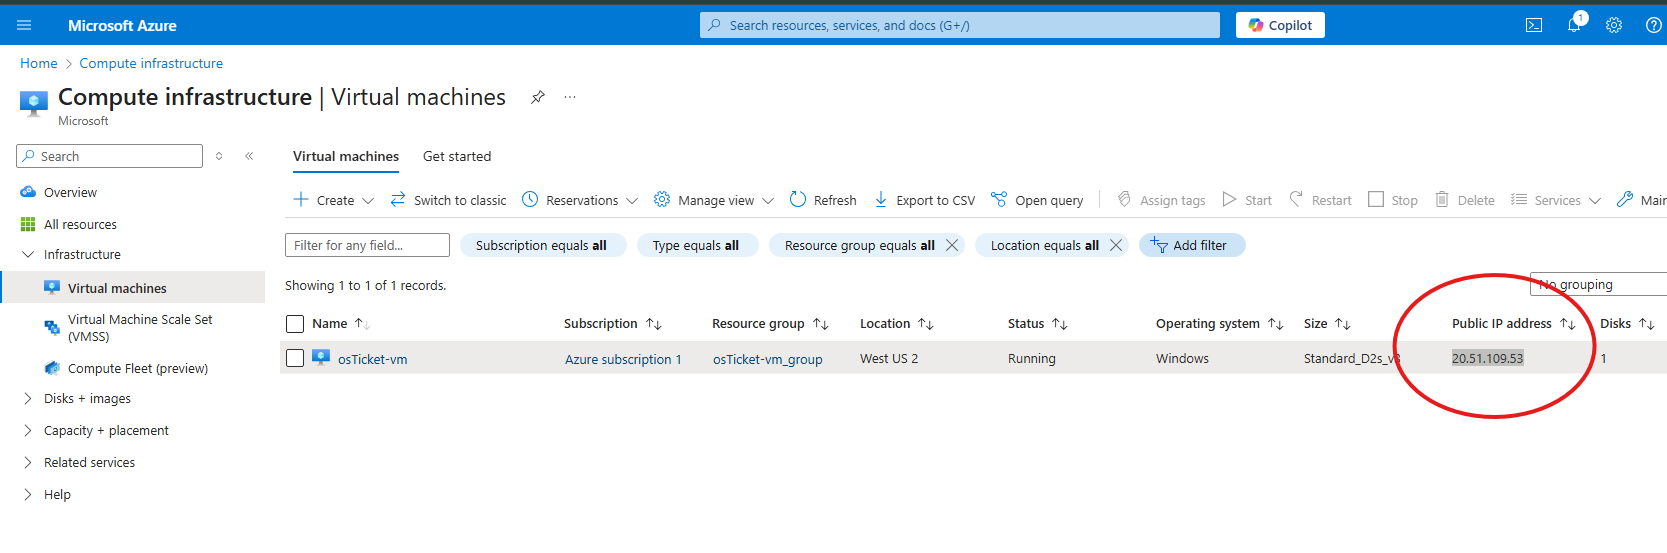 Microsoft Azure
Search resources, services, and docs (G+/)
Copilot
1
Home > Compute infrastructure
Compute infrastructure | Virtual machines
Microsoft
Search
Overview
All resources
Infrastructure
Virtual machines
Virtual Machine Scale Set
(VMSS)
Compute Fleet (preview)
Disks + images
Capacity + placement
Related services
Help
Virtual machines Get started
Create Switch to classic Reservations Manage view Refresh Export to CSV Open query Assign tags Start Restart Stop Delete Services Main
Filter for any field... Subscription equals all Type equals all Resource group equals all Location equals all Add filter
Showing 1 to 1 of 1 records.
No grouping
Name Subscription Resource group Location Status Operating system Size Public IP address Disks
osTicket-vm Azure subscription 1 osTicket-vm_group West US 2 Running Windows Standard_D2s_v3 20.51.109.53 1